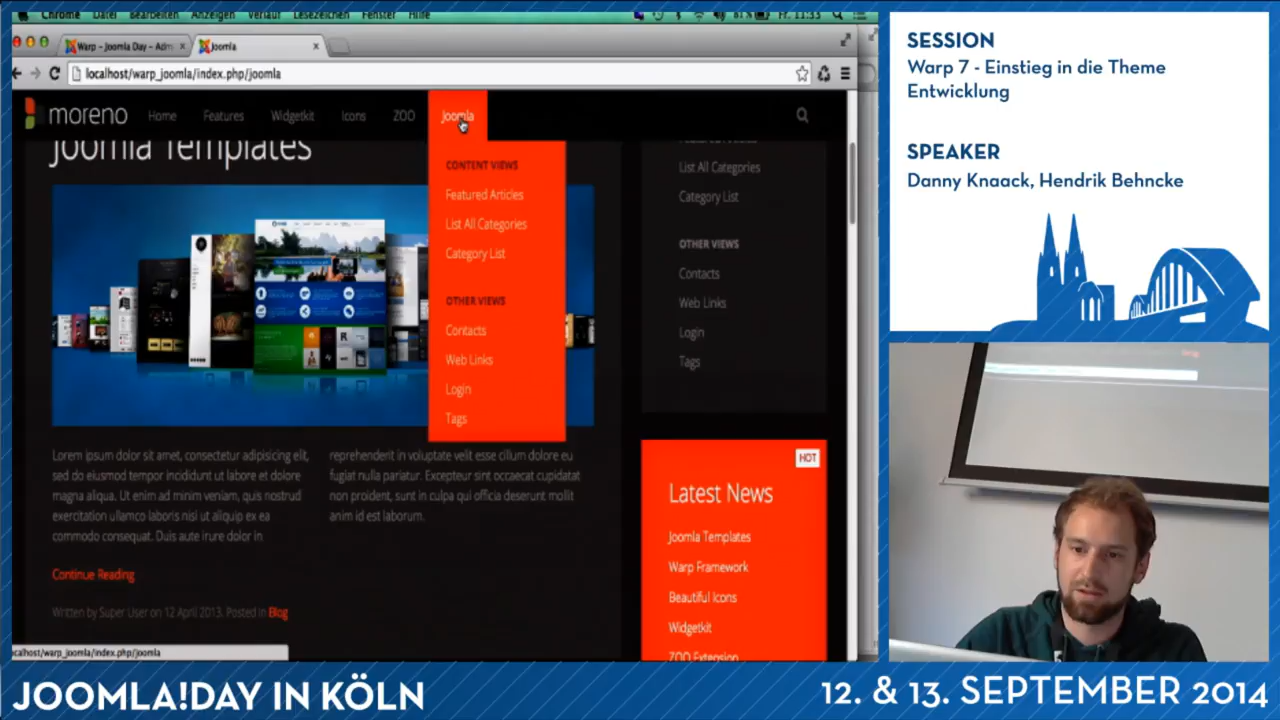 Chrome Datei Bearbeiten Anzeigen Verlauf Lesezeichen Fenster Hilfe
Fr. 11:33
Warp - Joomla Day - Adm
Joomla
localhost/warp_joomla/index.php/joomla
moreno
Home
Features
Widgetkit
Icons
ZOO
Joomla
Joomla Templates
CONTENT VIEWS
Featured Articles
List All Categories
Category List
OTHER VIEWS
Contacts
Web Links
Login
Tags
List All Categories
Category List
OTHER VIEWS
Contacts
Web Links
Login
Tags
Lorem ipsum dolor sit amet, consectetur adipisicing elit,
sed do eiusmod tempor incididunt ut labore et dolore
magna aliqua. Ut enim ad minim veniam, quis nostrud
exercitation ullamco laboris nisi ut aliquip ex ea
commodo consequat. Duis aute irure dolor in
reprehenderit in voluptate velit esse cillum dolore eu
fugiat nulla pariatur. Excepteur sint occaecat cupidatat
non proident, sunt in culpa qui officia deserunt mollit
anim id est laborum.
Continue Reading
Written by Super User on 12 April 2013. Posted in Blog
HOT
Latest News
Joomla Templates
Warp Framework
Beautiful Icons
Widgetkit
ZOO Extension
localhost/warp_joomla/index.php/joomla
SESSION
Warp 7 - Einstieg in die Theme
Entwicklung
SPEAKER
Danny Knaack, Hendrik Behncke
JOOMLA!DAY IN KÖLN
12. & 13. SEPTEMBER 2014